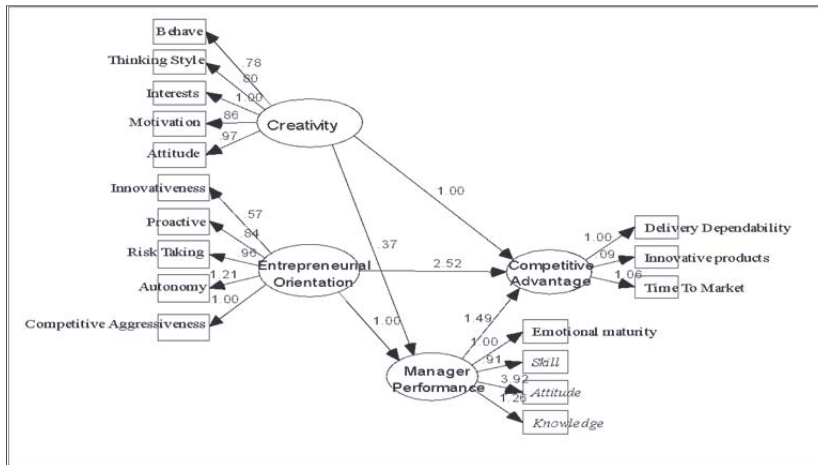 Behave
.78
Thinking Style
.80
Interests
1.00
Motivation
.86
Creativity
Attitude
.97
Innovativeness
.57
1.00
Proactive
.84
.37
Delivery Dependability
1.00
Risk Taking
.96
Innovative products
.09
Entrepreneurial
Orientation
2.52
Competitive
Advantage
Autonomy
1.21
Time To Market
1.06
1.00
Competitive Aggressiveness
1.00
1.49
Emotional maturity
1.00
Skill
.91
Manager
Performance
Attitude
3.92
Knowledge
1.26